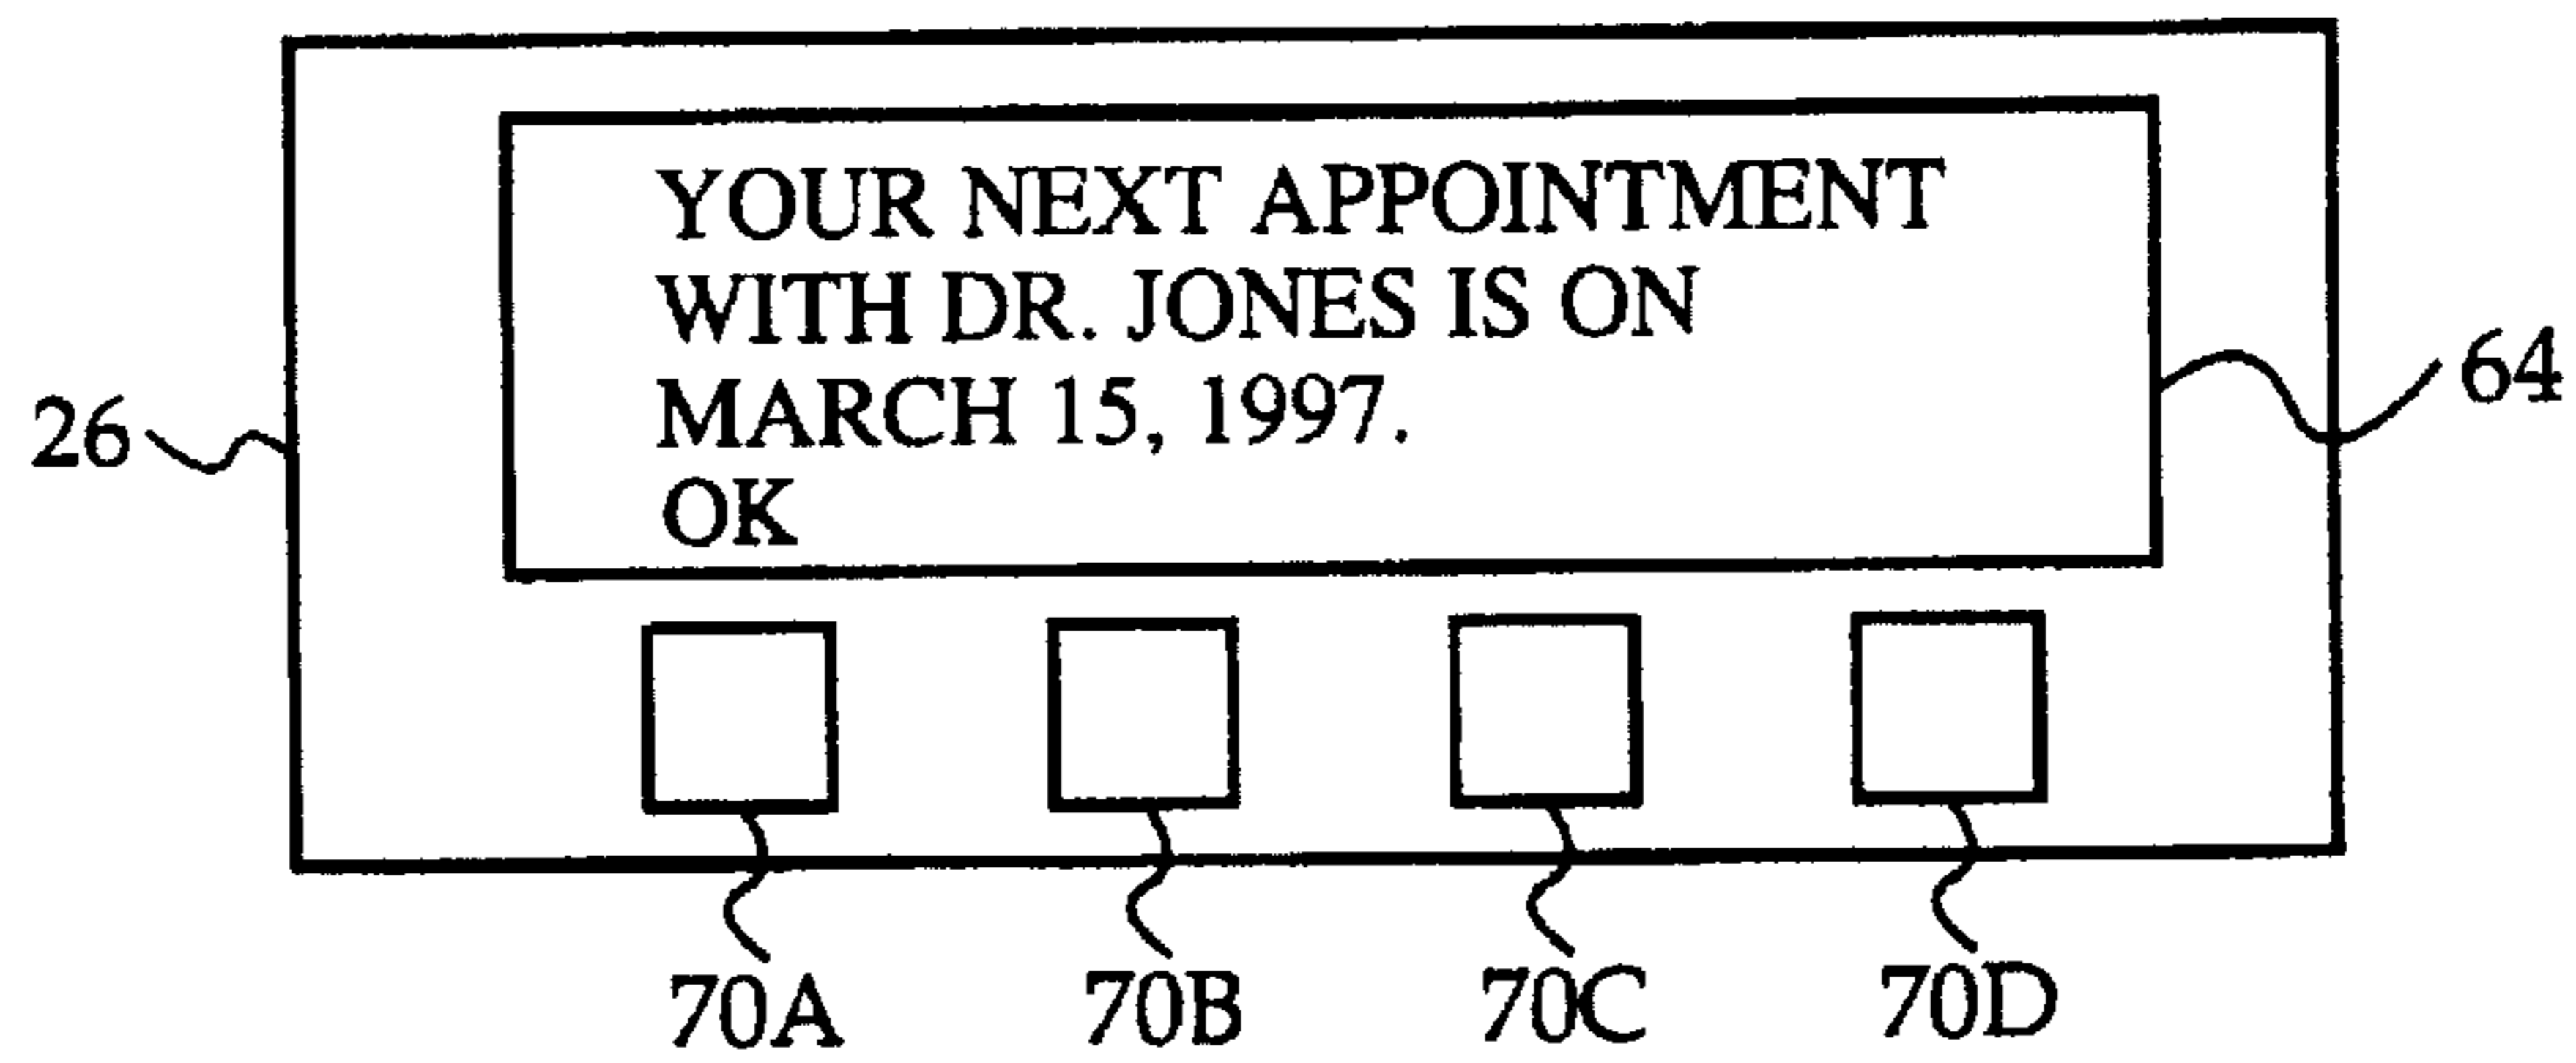 YOUR NEXT APPOINTMENT
WITH DR. JONES IS ON
MARCH 15, 1997.
OK
26
64
70A 70B 70C 70D